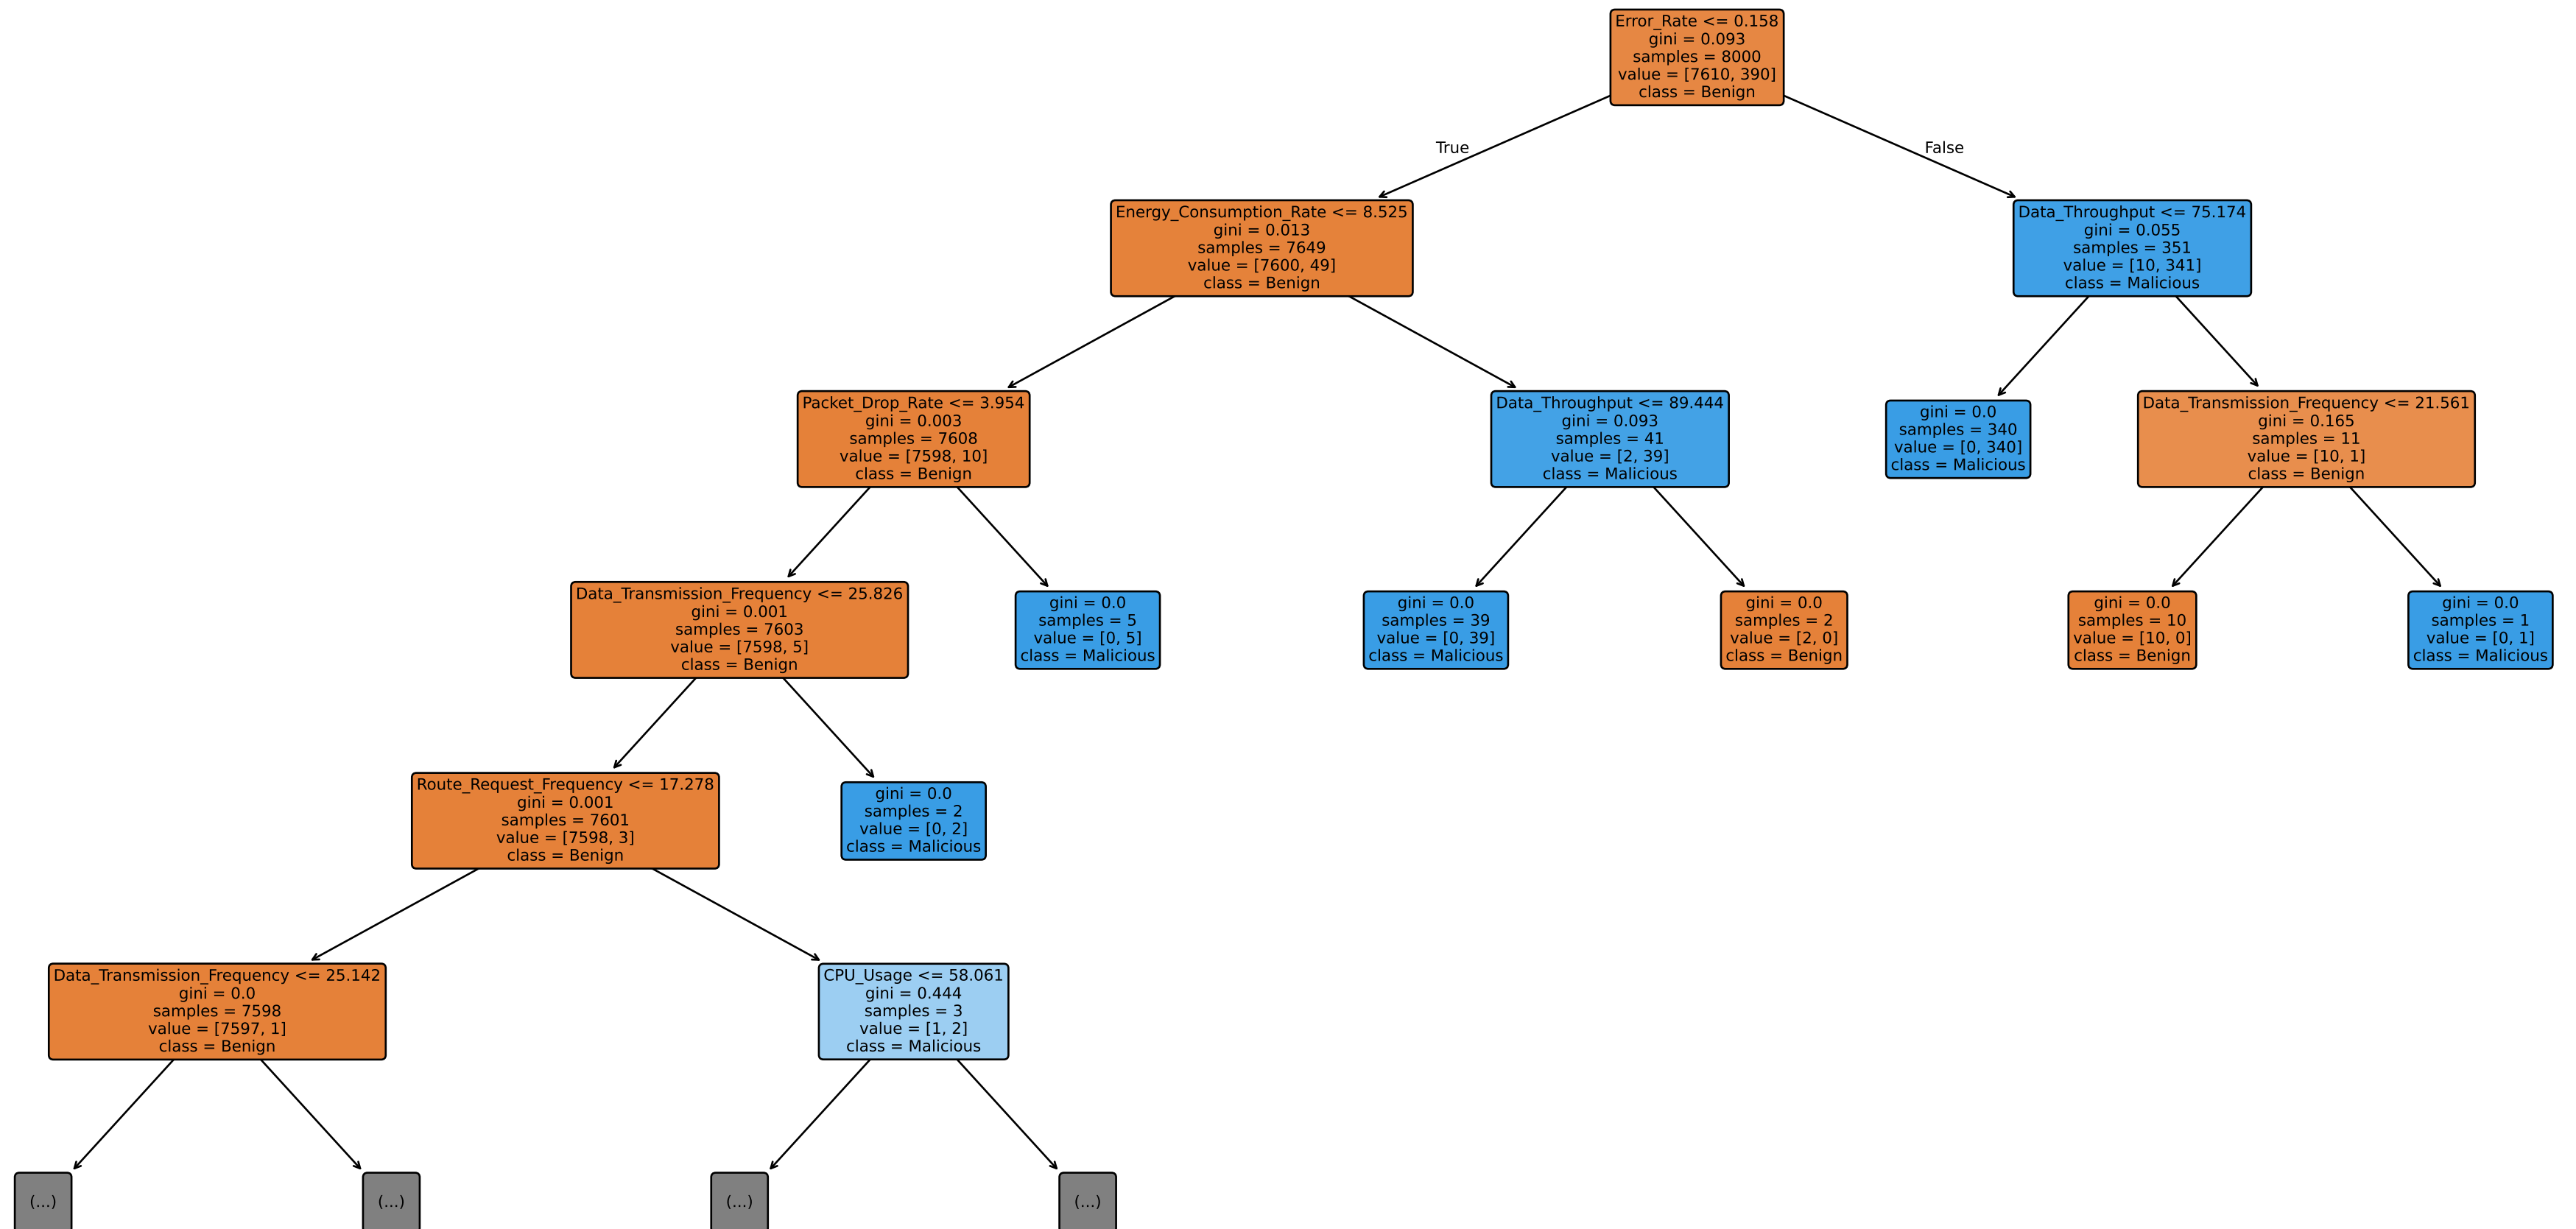 Error_Rate <= 0.158
gini = 0.093
samples = 8000
value = [7610, 390]
class = Benign
True
False
Energy_Consumption_Rate <= 8.525
gini = 0.013
samples = 7649
value = [7600, 49]
class = Benign
Data_Throughput <= 75.174
gini = 0.055
samples = 351
value = [10, 341]
class = Malicious
Packet_Drop_Rate <= 3.954
gini = 0.003
samples = 7608
value = [7598, 10]
class = Benign
Data_Throughput <= 89.444
gini = 0.093
samples = 41
value = [2, 39]
class = Malicious
gini = 0.0
samples = 340
value = [0, 340]
class = Malicious
Data_Transmission_Frequency <= 21.561
gini = 0.165
samples = 11
value = [10, 1]
class = Benign
Data_Transmission_Frequency <= 25.826
gini = 0.001
samples = 7603
value = [7598, 5]
class = Benign
gini = 0.0
samples = 5
value = [0, 5]
class = Malicious
gini = 0.0
samples = 39
value = [0, 39]
class = Malicious
gini = 0.0
samples = 2
value = [2, 0]
class = Benign
gini = 0.0
samples = 10
value = [10, 0]
class = Benign
gini = 0.0
samples = 1
value = [0, 1]
class = Malicious
Route_Request_Frequency <= 17.278
gini = 0.001
samples = 7601
value = [7598, 3]
class = Benign
gini = 0.0
samples = 2
value = [0, 2]
class = Malicious
Data_Transmission_Frequency <= 25.142
gini = 0.0
samples = 7598
value = [7597, 1]
class = Benign
CPU_Usage <= 58.061
gini = 0.444
samples = 3
value = [1, 2]
class = Malicious
(...)
(...)
(...)
(...)